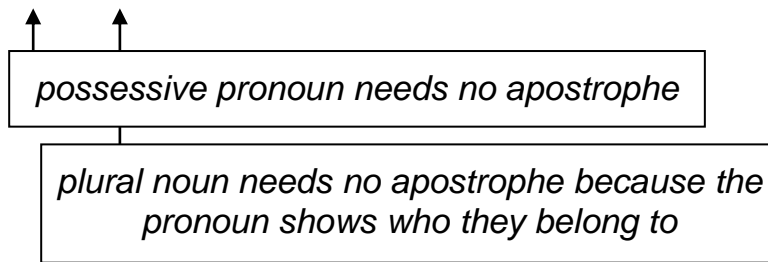 possessive pronoun needs no apostrophe
plural noun needs no apostrophe because the
pronoun shows who they belong to